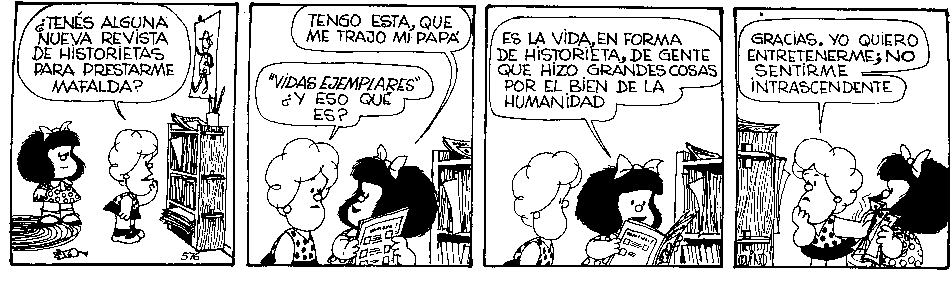 ¿TENÉS ALGUNA
NUEVA REVISTA
DE HISTORIETAS
PARA PRESTARME
MAFALDA?
576
TENGO ESTA, QUE
ME TRAJO MI PAPÁ
"VIDAS EJEMPLARES"
¿Y ESO QUÉ
ES?
ES LA VIDA, EN FORMA
DE HISTORIETA, DE GENTE
QUE HIZO GRANDES COSAS
POR EL BIEN DE LA
HUMANIDAD
GRACIAS. YO QUIERO
ENTRETENERME; NO
SENTIRME
INTRASCENDENTE